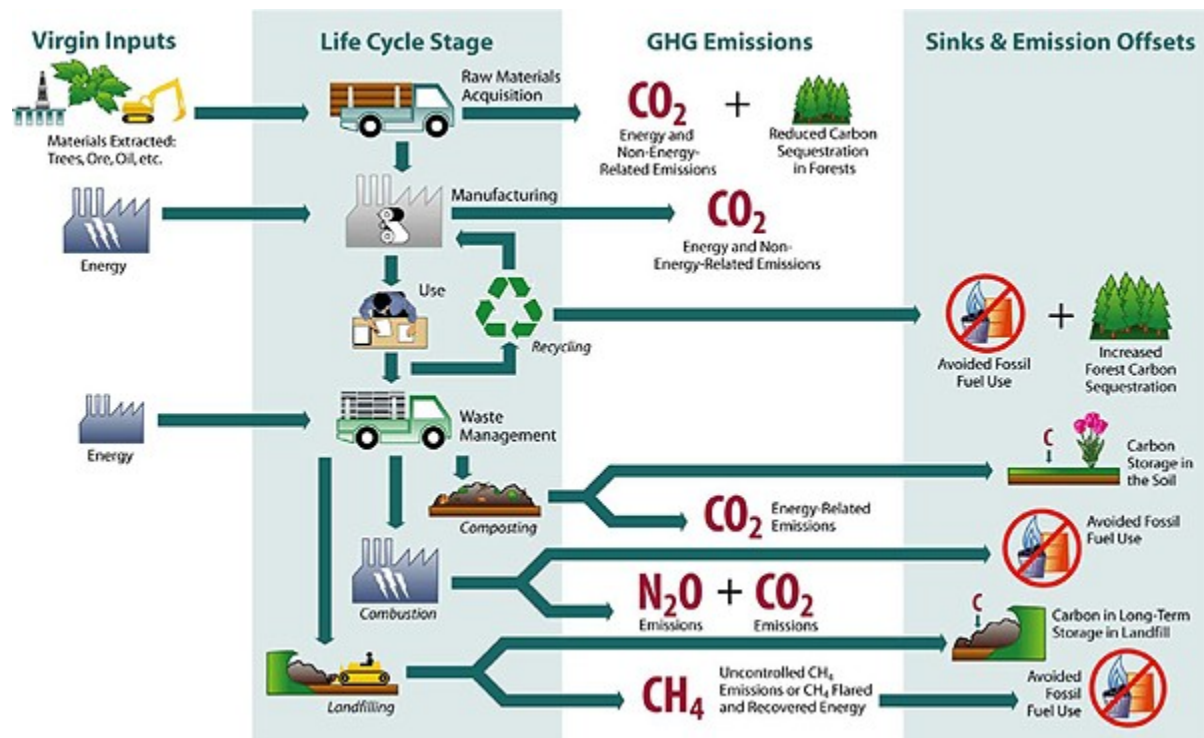 Virgin Inputs
Life Cycle Stage
GHG Emissions
Sinks & Emission Offsets
Materials Extracted:
Trees, Ore, Oil, etc.
Raw Materials
Acquisition
CO₂
Energy and
Non-Energy-
Related Emissions
+
Reduced Carbon
Sequestration
in Forests
Energy
Manufacturing
CO₂
Energy and Non-
Energy-Related Emissions
Use
Recycling
Avoided Fossil
Fuel Use
+
Increased
Forest Carbon
Sequestration
Energy
Waste
Management
Composting
C
Carbon
Storage in
the Soil
CO₂
Energy-Related
Emissions
Combustion
Avoided Fossil
Fuel Use
N₂O + CO₂
Emissions Emissions
Landfilling
C
Carbon in Long-Term
Storage in Landfill
CH₄
Uncontrolled CH₄
Emissions or CH₄ Flared
and Recovered Energy
Avoided
Fossil
Fuel Use